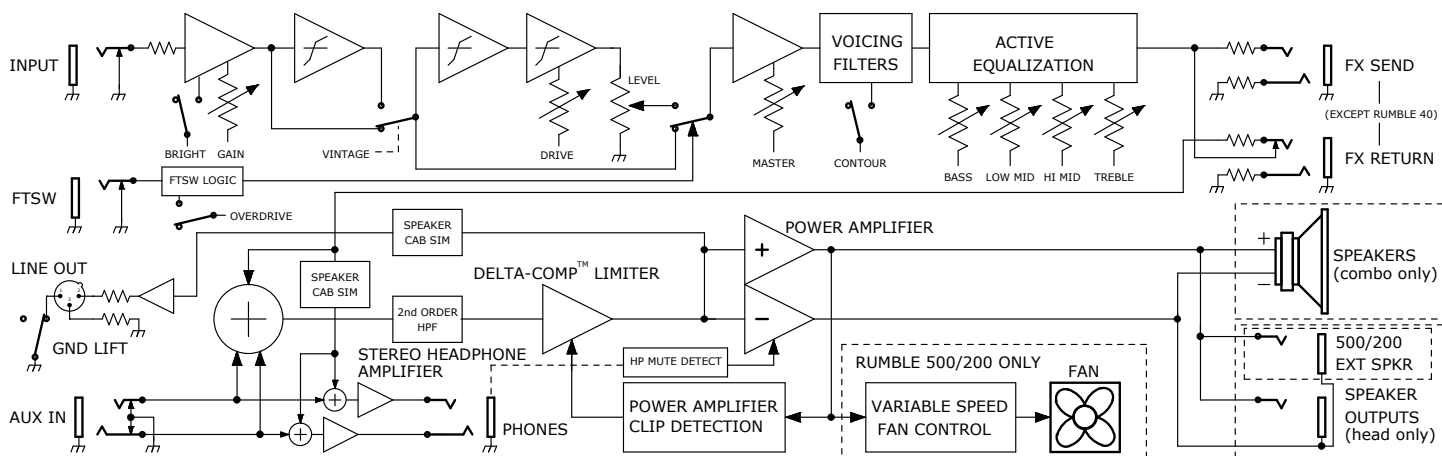 INPUT
BRIGHT
GAIN
VINTAGE
DRIVE
LEVEL
MASTER
VOICING
FILTERS
CONTOUR
ACTIVE
EQUALIZATION
BASS
LOW MID
HI MID
TREBLE
FX SEND
(EXCEPT RUMBLE 40)
FX RETURN
FTSW
FTSW LOGIC
OVERDRIVE
SPEAKER
CAB SIM
POWER AMPLIFIER
LINE OUT
GND LIFT
SPEAKER
CAB SIM
2nd ORDER
HPF
DELTA-COMP™ LIMITER
+
−
+
−
SPEAKERS
(combo only)
STEREO HEADPHONE
AMPLIFIER
HP MUTE DETECT
RUMBLE 500/200 ONLY
FAN
500/200
EXT SPKR
AUX IN
PHONES
POWER AMPLIFIER
CLIP DETECTION
VARIABLE SPEED
FAN CONTROL
SPEAKER
OUTPUTS
(head only)